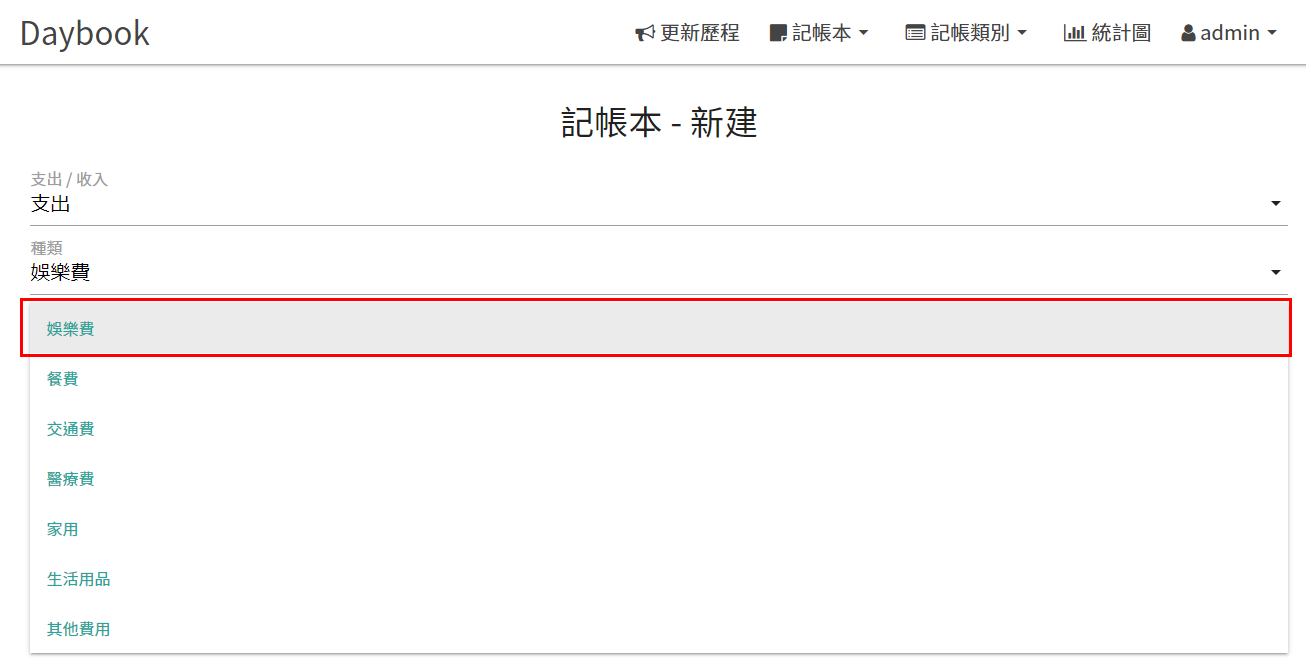 Daybook
更新歷程 記帳本 記帳類別 統計圖 admin
記帳本 - 新建
支出 / 收入
支出
種類
娛樂費
娛樂費
餐費
交通費
醫療費
家用
生活用品
其他費用